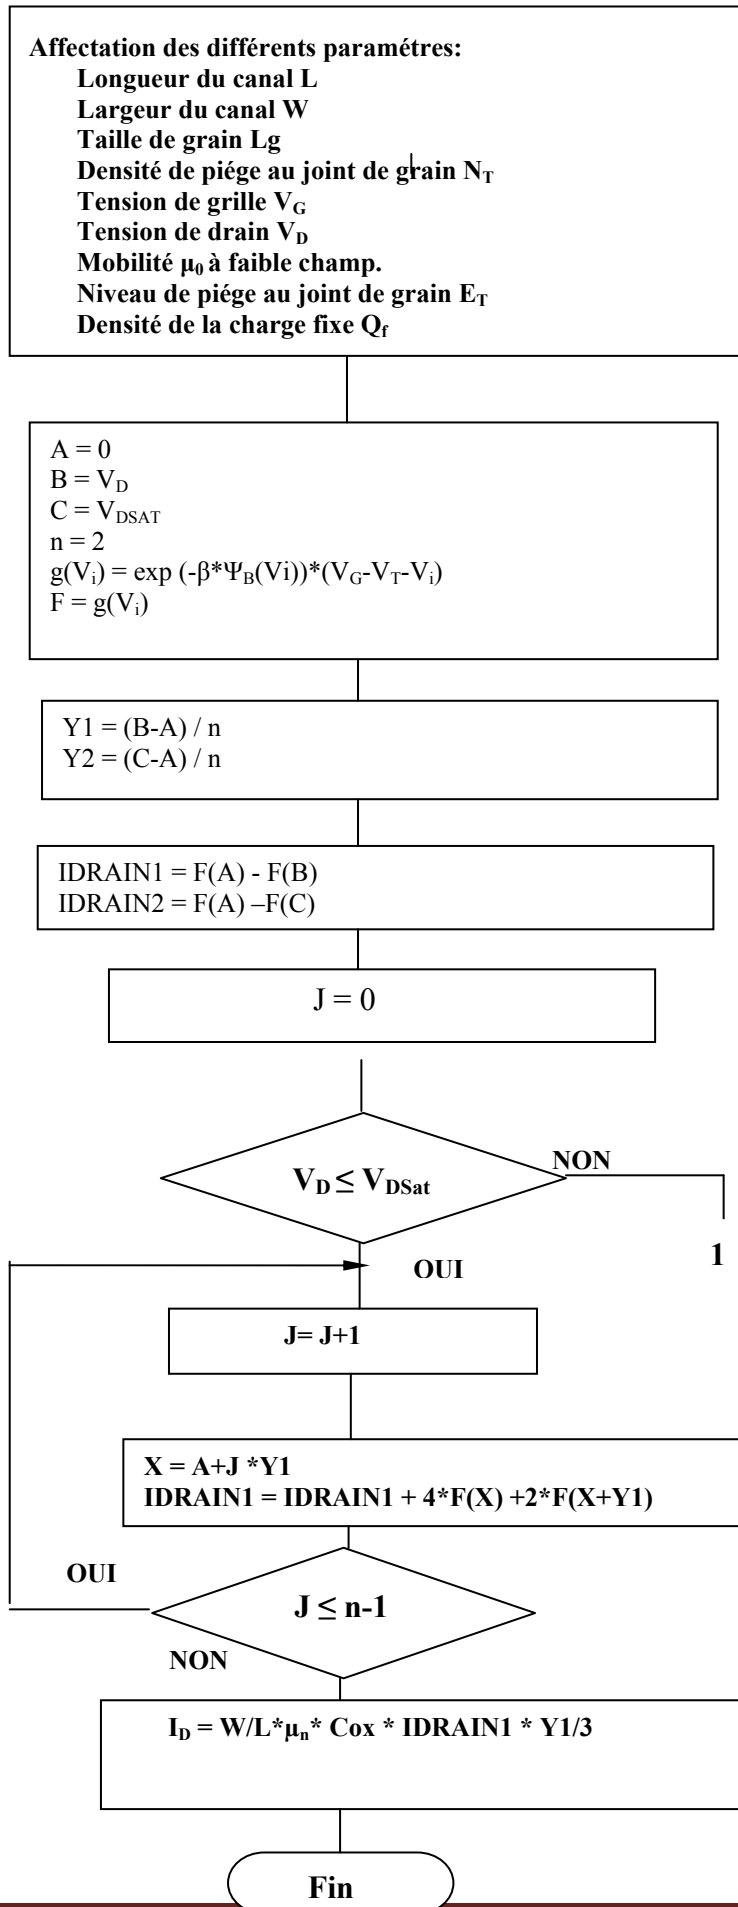 Affectation des différents paramétres:
Longueur du canal L
Largeur du canal W
Taille de grain Lg
Densité de piége au joint de grain N_T
Tension de grille V_G
Tension de drain V_D
Mobilité µ_0 à faible champ.
Niveau de piége au joint de grain E_T
Densité de la charge fixe Q_f
A = 0
B = V_D
C = V_DSAT
n = 2
g(V_i) = exp (-β*Ψ_B(Vi))*(V_G-V_T-V_i)
F = g(V_i)
Y1 = (B-A) / n
Y2 = (C-A) / n
IDRAIN1 = F(A) - F(B)
IDRAIN2 = F(A) –F(C)
J = 0
V_D ≤ V_DSat
NON
1
OUI
J= J+1
X = A+J *Y1
IDRAIN1 = IDRAIN1 + 4*F(X) +2*F(X+Y1)
OUI
J ≤ n-1
NON
I_D = W/L*µ_n* Cox * IDRAIN1 * Y1/3
Fin